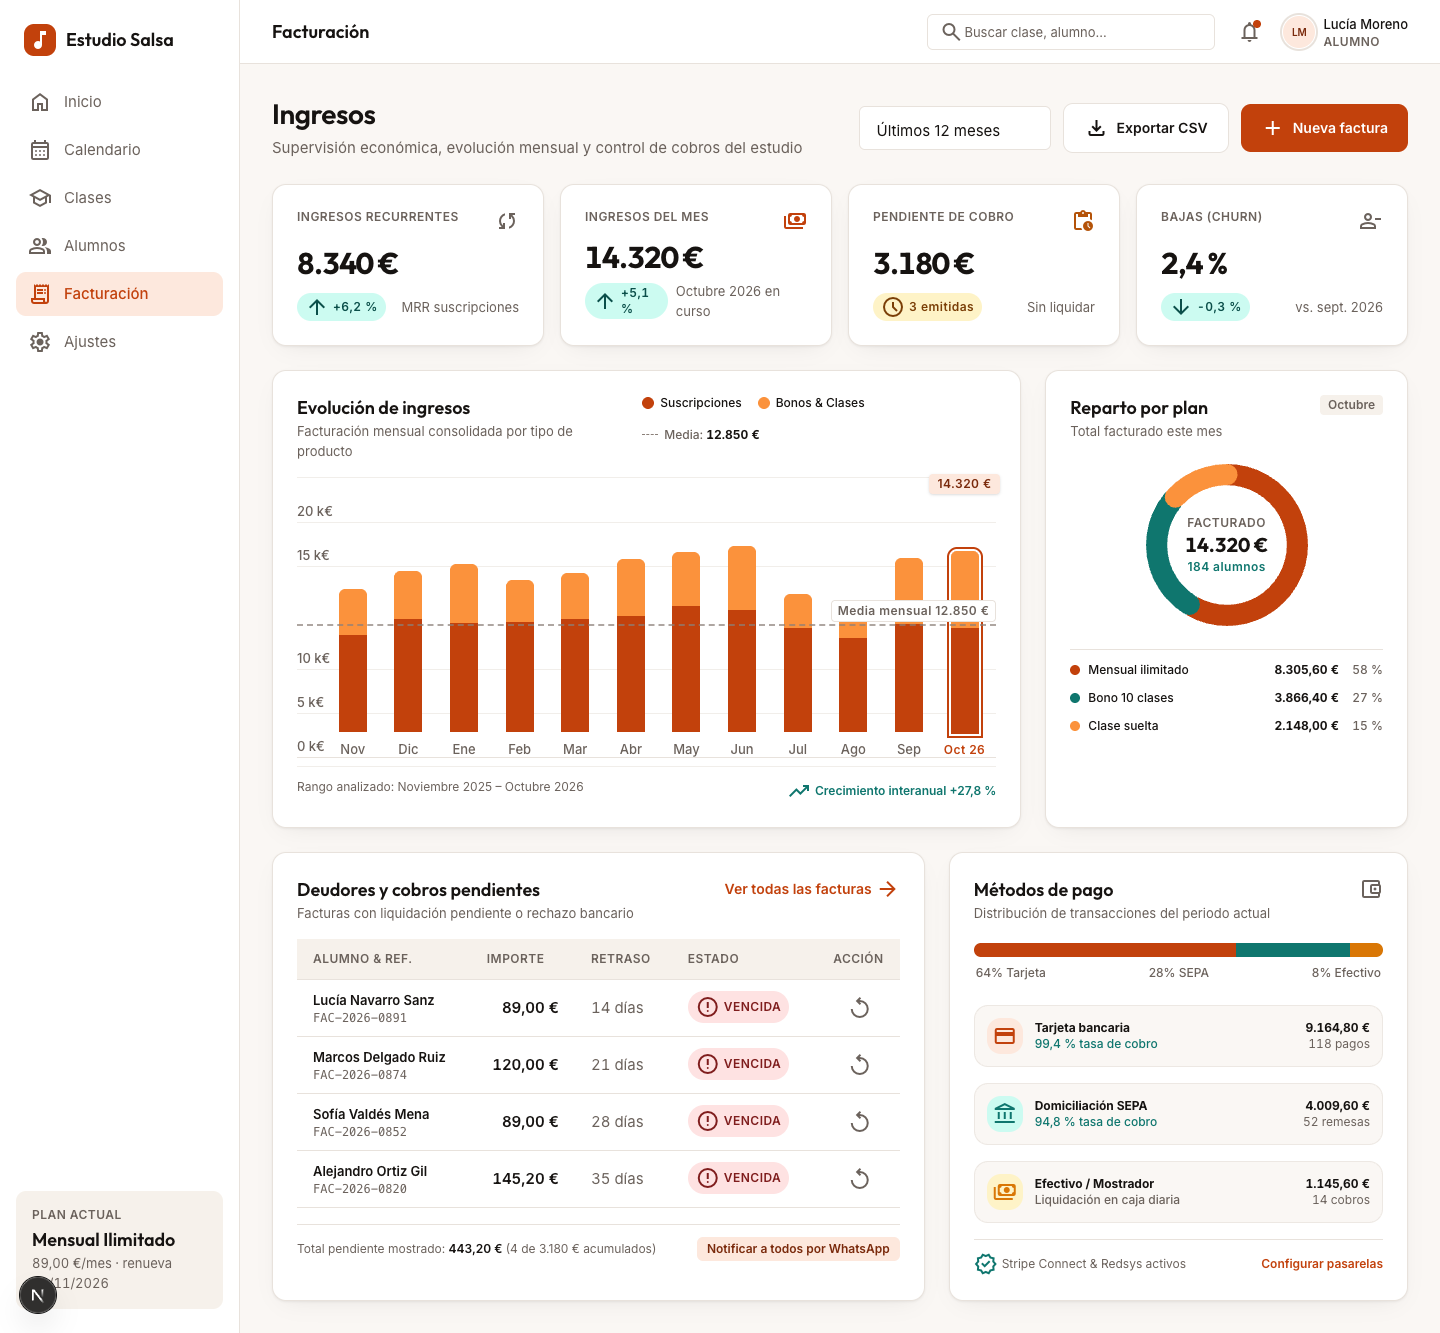 Estudio Salsa
Inicio
Calendario
Clases
Alumnos
Facturación
Ajustes
PLAN ACTUAL
Mensual Ilimitado
89,00 €/mes · renueva
/11/2026
N
Facturación
Buscar clase, alumno...
LM
Lucía Moreno
ALUMNO
Ingresos
Supervisión económica, evolución mensual y control de cobros del estudio
Últimos 12 meses
Exportar CSV
Nueva factura
INGRESOS RECURRENTES
8.340 €
+6,2 %
MRR suscripciones
INGRESOS DEL MES
14.320 €
+5,1
%
Octubre 2026 en
curso
PENDIENTE DE COBRO
3.180 €
3 emitidas
Sin liquidar
BAJAS (CHURN)
2,4 %
-0,3 %
vs. sept. 2026
Evolución de ingresos
Facturación mensual consolidada por tipo de
producto
Suscripciones
Bonos & Clases
Media: 12.850 €
14.320 €
20 k€
15 k€
Media mensual 12.850 €
10 k€
5 k€
0 k€
Nov
Dic
Ene
Feb
Mar
Abr
May
Jun
Jul
Ago
Sep
Oct 26
Rango analizado: Noviembre 2025 – Octubre 2026
Crecimiento interanual +27,8 %
Reparto por plan
Octubre
Total facturado este mes
FACTURADO
14.320 €
184 alumnos
Mensual ilimitado 8.305,60 € 58 %
Bono 10 clases 3.866,40 € 27 %
Clase suelta 2.148,00 € 15 %
Deudores y cobros pendientes
Facturas con liquidación pendiente o rechazo bancario
Ver todas las facturas
ALUMNO & REF. IMPORTE RETRASO ESTADO ACCIÓN
Lucía Navarro Sanz
FAC-2026-0891
89,00 € 14 días VENCIDA
Marcos Delgado Ruiz
FAC-2026-0874
120,00 € 21 días VENCIDA
Sofía Valdés Mena
FAC-2026-0852
89,00 € 28 días VENCIDA
Alejandro Ortiz Gil
FAC-2026-0820
145,20 € 35 días VENCIDA
Total pendiente mostrado: 443,20 € (4 de 3.180 € acumulados)
Notificar a todos por WhatsApp
Métodos de pago
Distribución de transacciones del periodo actual
64% Tarjeta
28% SEPA
8% Efectivo
Tarjeta bancaria 9.164,80 €
99,4 % tasa de cobro 118 pagos
Domiciliación SEPA 4.009,60 €
94,8 % tasa de cobro 52 remesas
Efectivo / Mostrador 1.145,60 €
Liquidación en caja diaria 14 cobros
Stripe Connect & Redsys activos
Configurar pasarelas